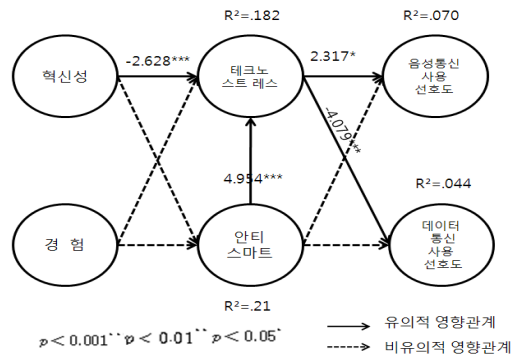 R²=.182
R²=.070
혁신성
-2.628***
테크노
스트 레스
2.317*
음성통신
사용
선호도
-4.079***
4.954***
R²=.044
경 험
안티
스마트
데이터
통신
사용
선호도
R²=.21
p< 0.001*** p< 0.01** p< 0.05*
유의적 영향관계
비유의적 영향관계